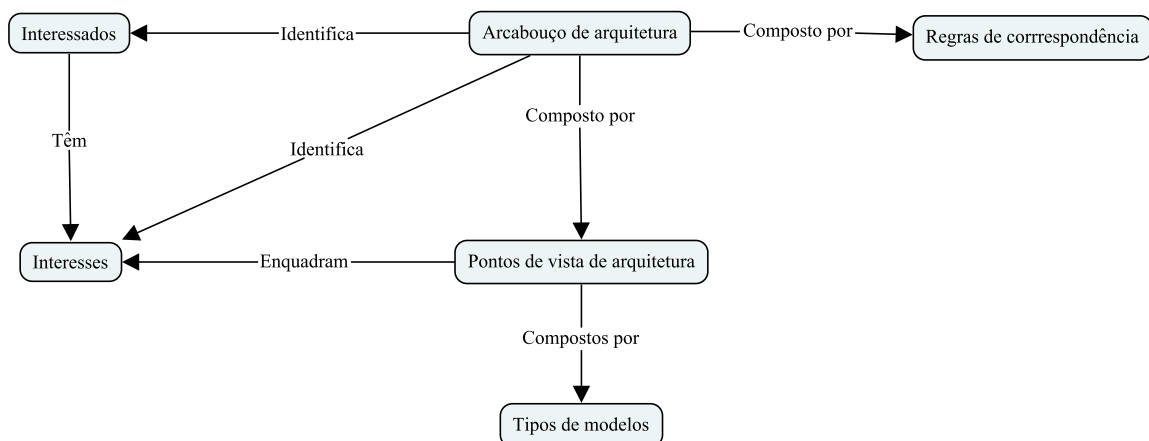 Interessados
Identifica
Arcabouço de arquitetura
Composto por
Regras de corrrespondência
Têm
Identifica
Composto por
Interesses
Enquadram
Pontos de vista de arquitetura
Compostos por
Tipos de modelos